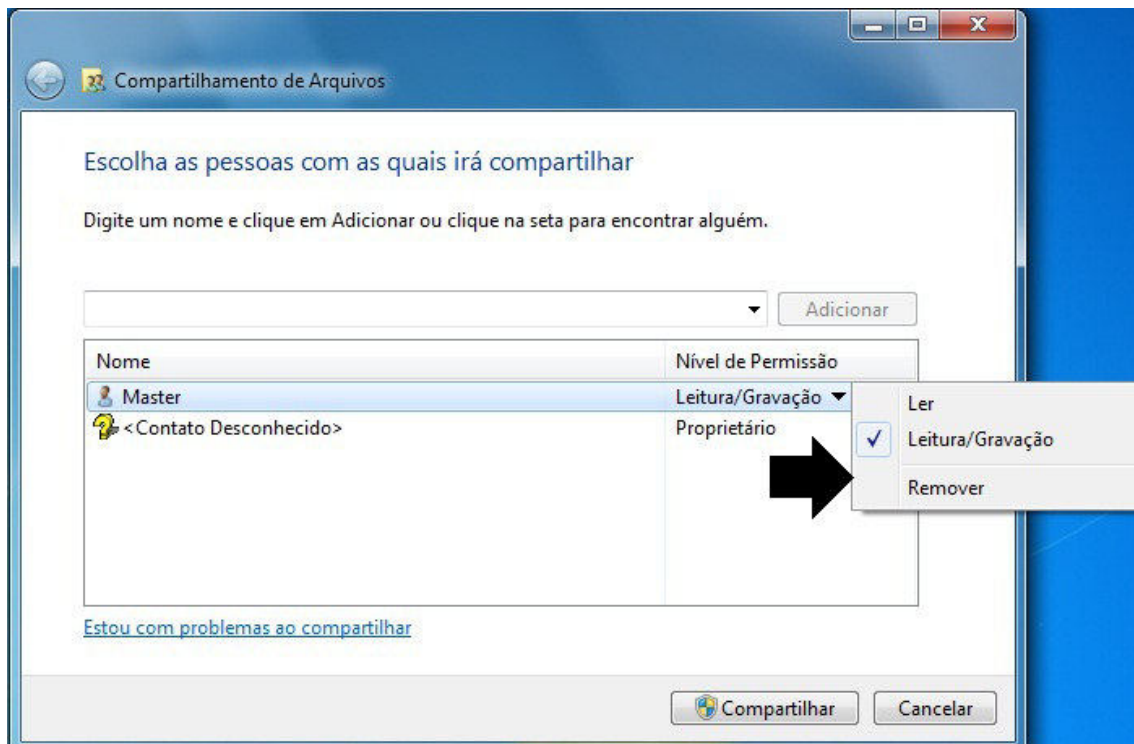 Compartilhamento de Arquivos
Escolha as pessoas com as quais irá compartilhar
Digite um nome e clique em Adicionar ou clique na seta para encontrar alguém.
Adicionar
Nome Nível de Permissão
Master Leitura/Gravação
<Contato Desconhecido> Proprietário
Ler
Leitura/Gravação
Remover
Estou com problemas ao compartilhar
Compartilhar Cancelar